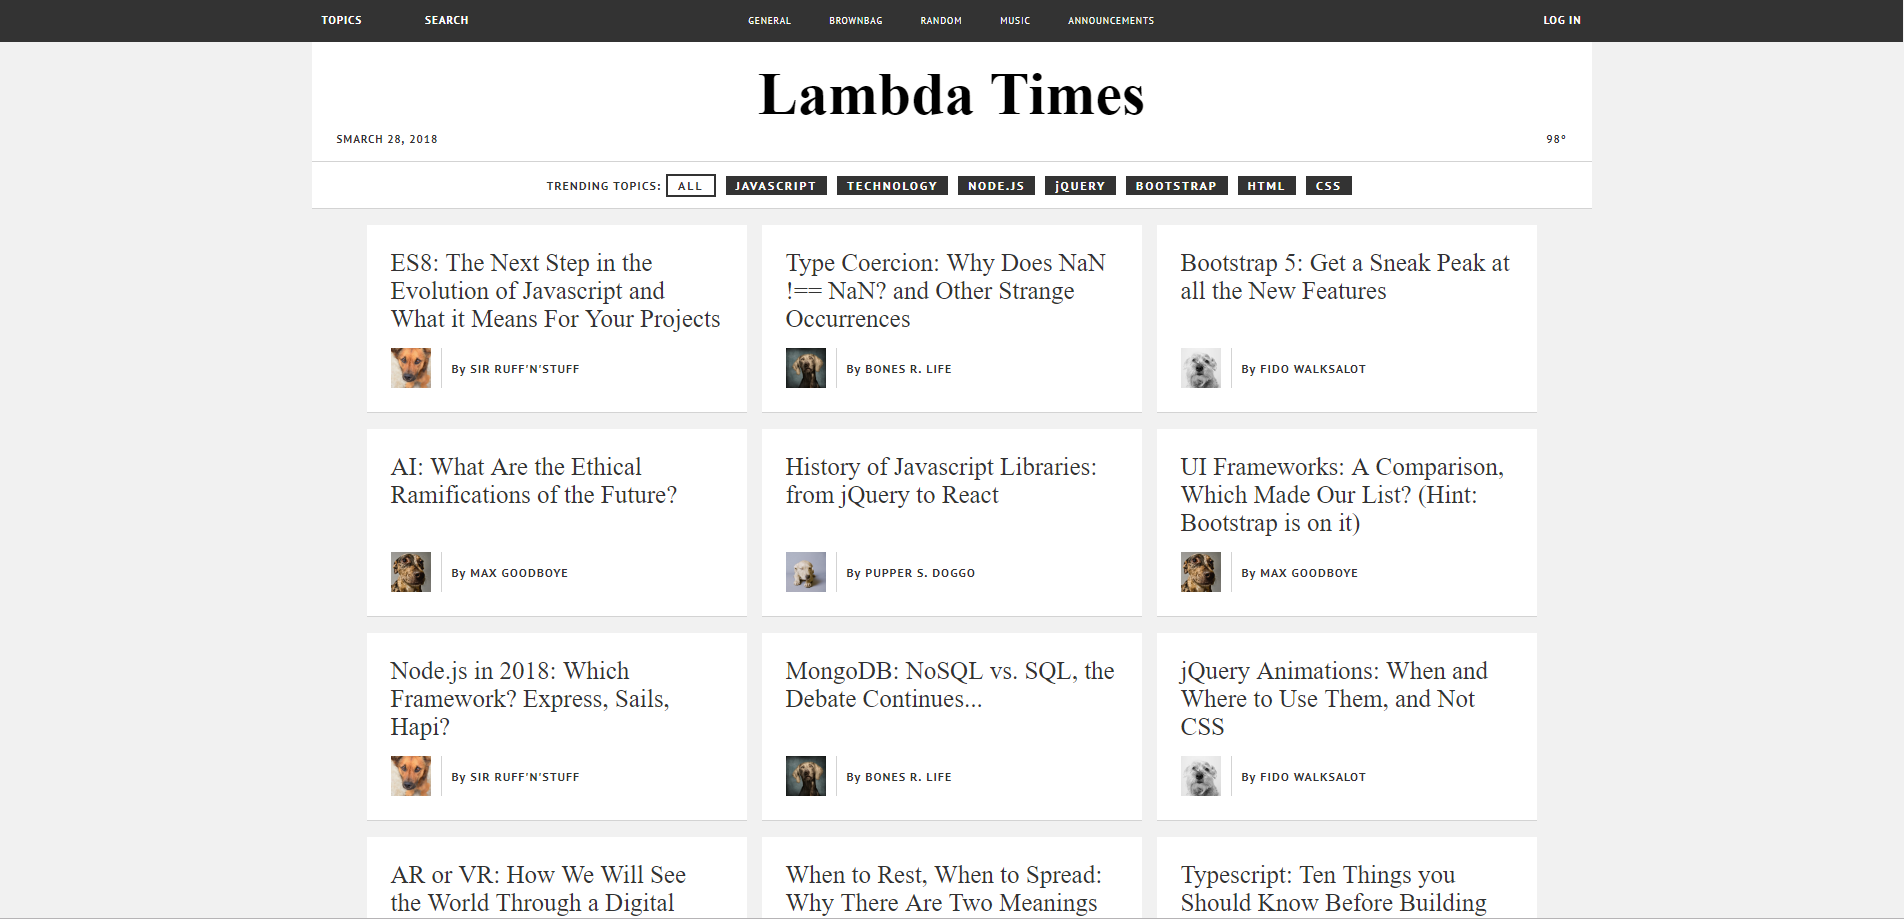 TOPICS SEARCH GENERAL BROWNBAG RANDOM MUSIC ANNOUNCEMENTS LOG IN
Lambda Times
SMARCH 28, 2018 98°
TRENDING TOPICS: ALL JAVASCRIPT TECHNOLOGY NODE.JS jQUERY BOOTSTRAP HTML CSS
ES8: The Next Step in the
Evolution of Javascript and
What it Means For Your Projects
By SIR RUFF'N'STUFF
Type Coercion: Why Does NaN
!== NaN? and Other Strange
Occurrences
By BONES R. LIFE
Bootstrap 5: Get a Sneak Peak at
all the New Features
By FIDO WALKSALOT
AI: What Are the Ethical
Ramifications of the Future?
By MAX GOODBOYE
History of Javascript Libraries:
from jQuery to React
By PUPPER S. DOGGO
UI Frameworks: A Comparison,
Which Made Our List? (Hint:
Bootstrap is on it)
By MAX GOODBOYE
Node.js in 2018: Which
Framework? Express, Sails,
Hapi?
By SIR RUFF'N'STUFF
MongoDB: NoSQL vs. SQL, the
Debate Continues...
By BONES R. LIFE
jQuery Animations: When and
Where to Use Them, and Not
CSS
By FIDO WALKSALOT
AR or VR: How We Will See
the World Through a Digital
When to Rest, When to Spread:
Why There Are Two Meanings
Typescript: Ten Things you
Should Know Before Building